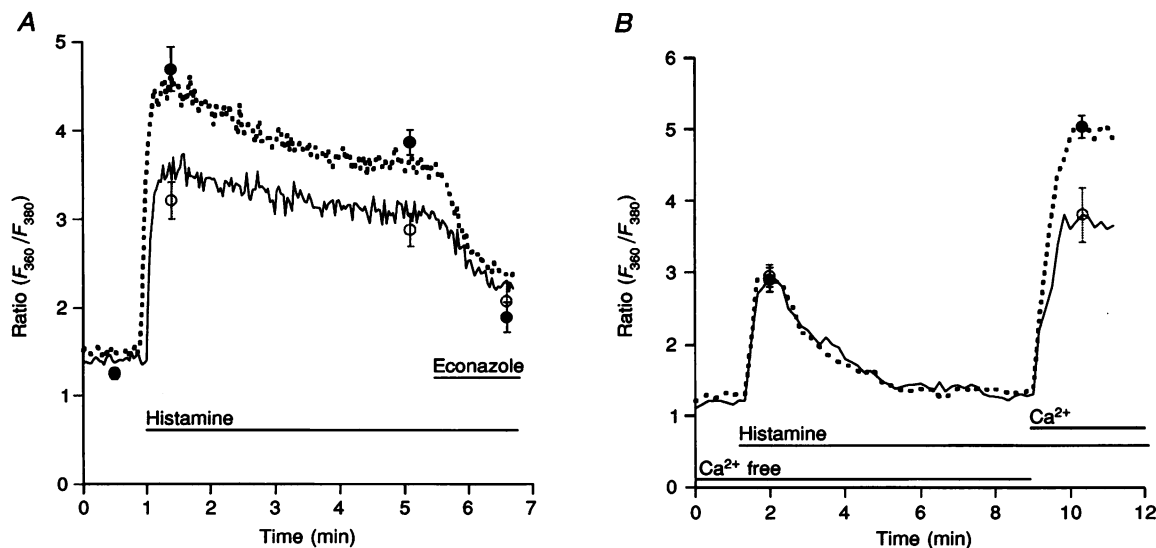 A
5
4
3
2
1
0
Ratio (F360/F380)
Econazole
Histamine
0 1 2 3 4 5 6 7
Time (min)
B
6
5
4
3
2
1
0
Ratio (F360/F380)
Ca2+
Histamine
Ca2+ free
0 2 4 6 8 10 12
Time (min)